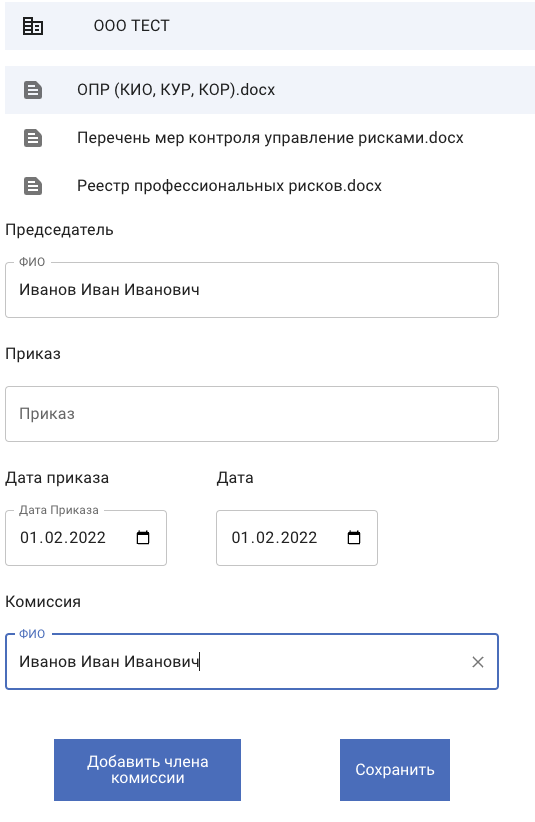 ООО ТЕСТ
ОПР (КИО, КУР, КОР).docx
Перечень мер контроля управление рисками.docx
Реестр профессиональных рисков.docx
Председатель
ФИО
Иванов Иван Иванович
Приказ
Приказ
Дата приказа Дата
Дата Приказа
01.02.2022 01.02.2022
Комиссия
ФИО
Иванов Иван Иванович
Добавить члена
комиссии
Сохранить